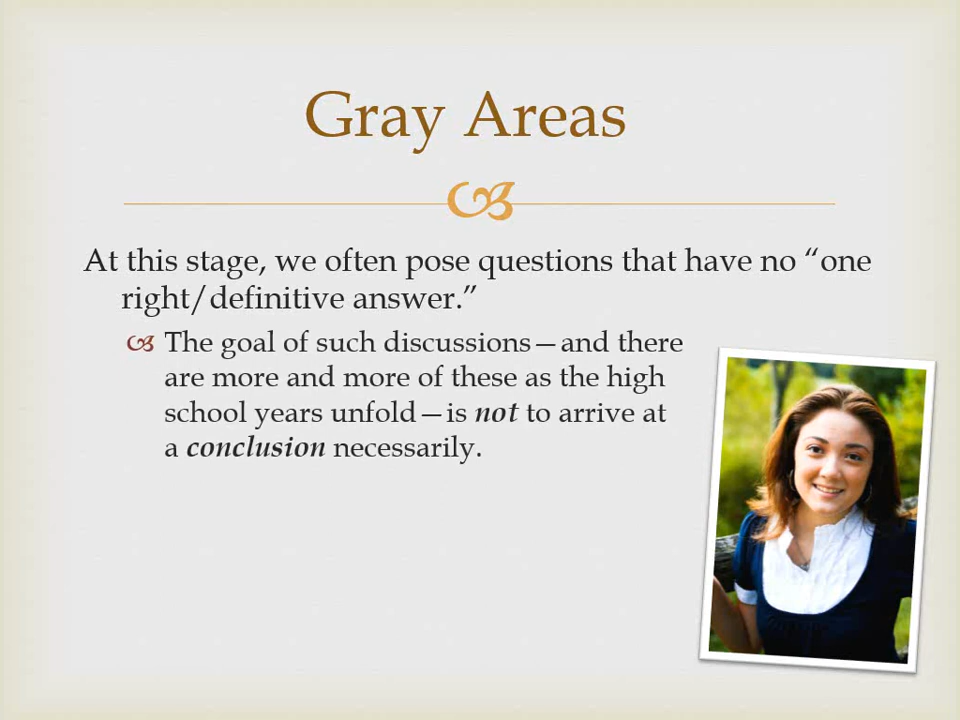 Gray Areas
At this stage, we often pose questions that have no “one
right/definitive answer.”
The goal of such discussions—and there
are more and more of these as the high
school years unfold—is not to arrive at
a conclusion necessarily.